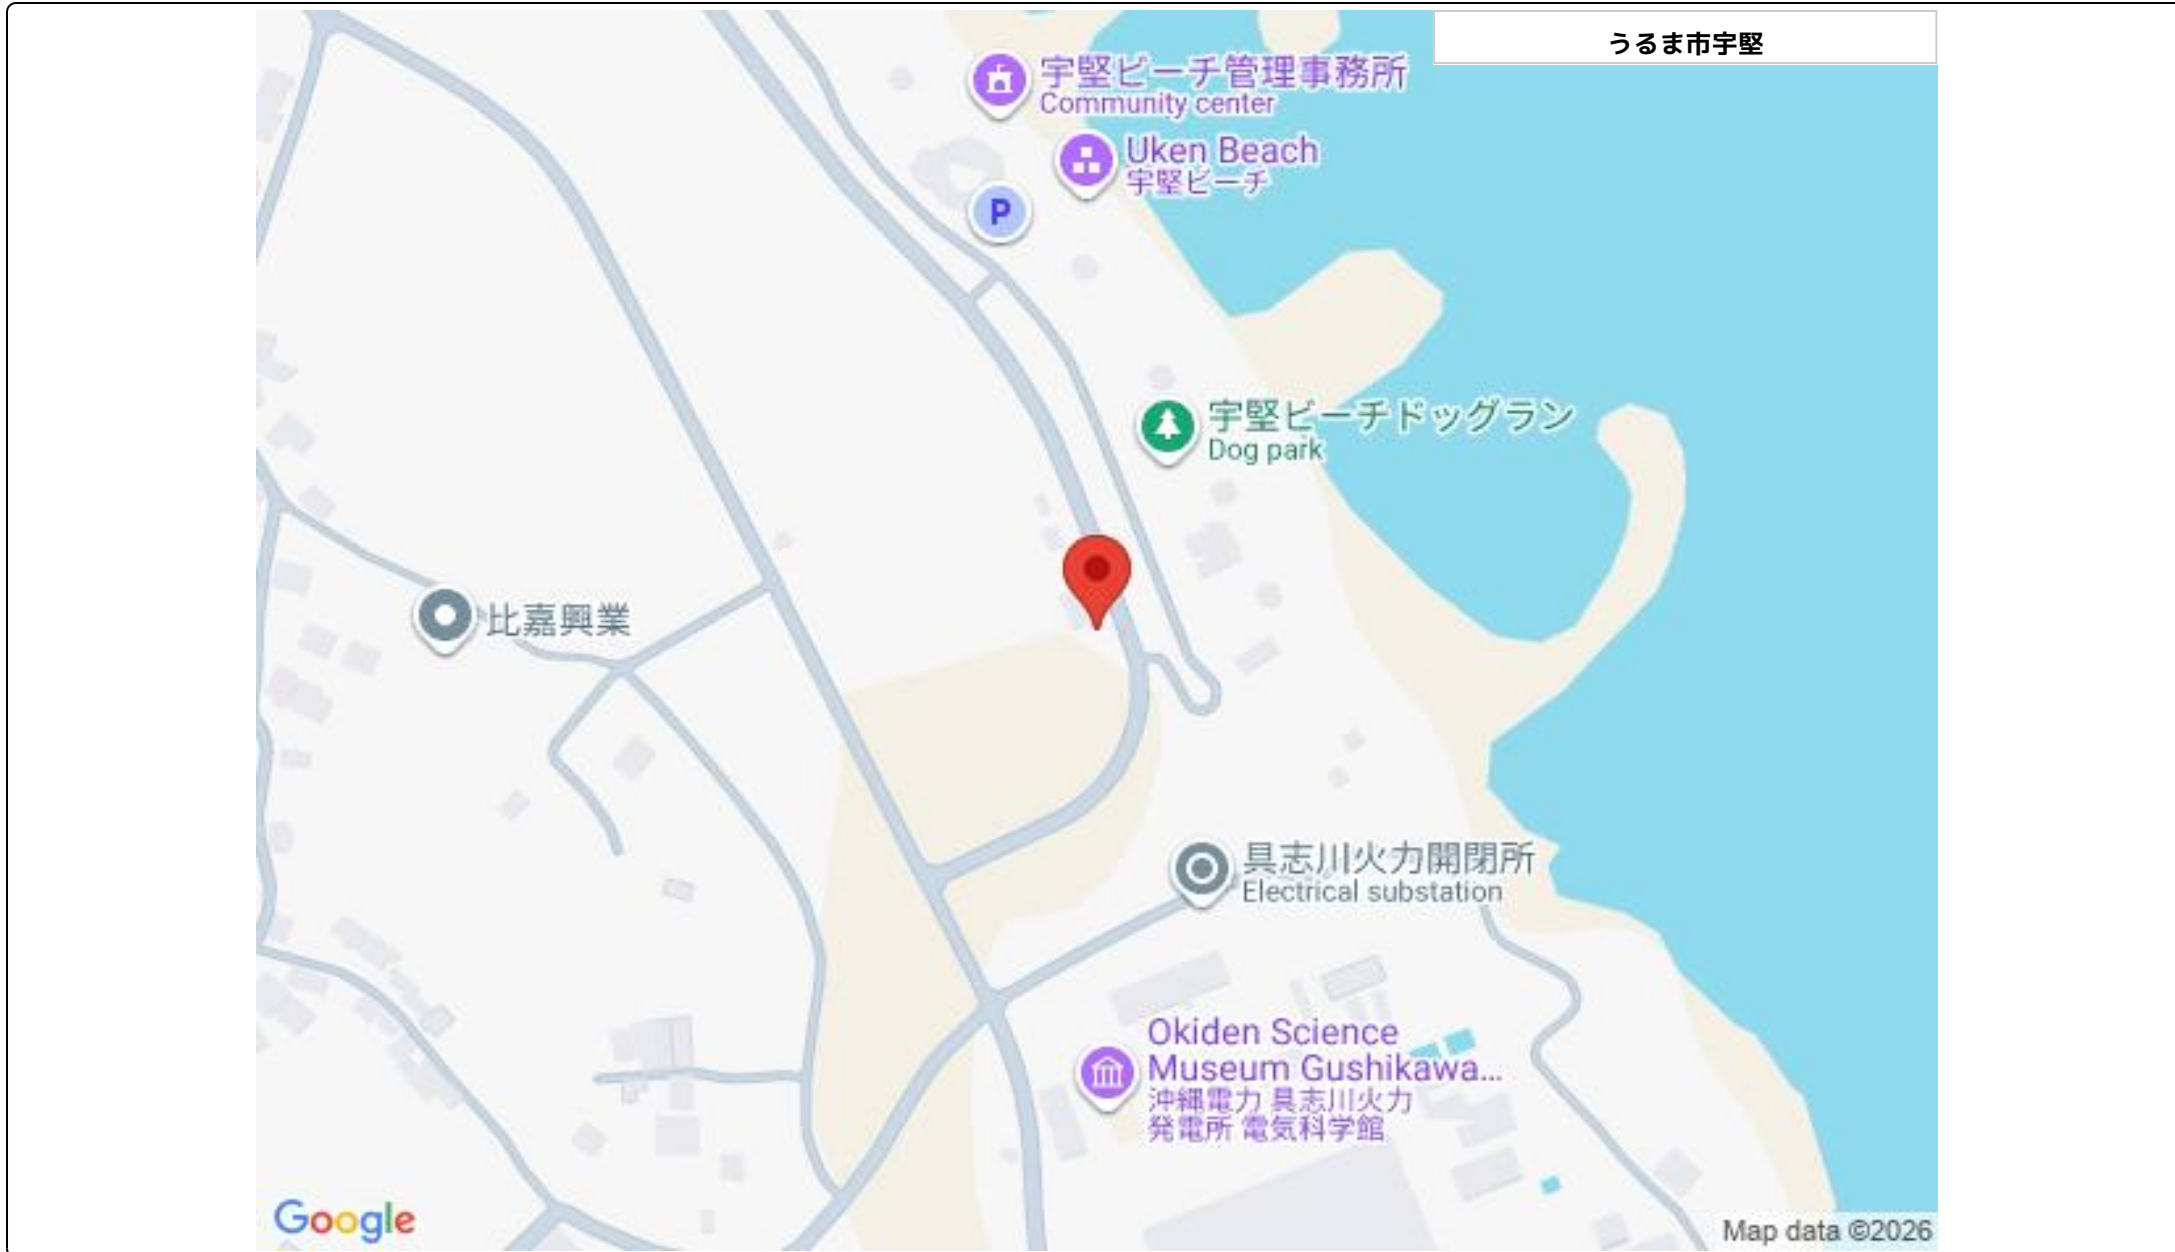 うるま市宇堅
宇堅ビーチ管理事務所
Community center
Uken Beach
宇堅ビーチ
P
宇堅ビーチドッグラン
Dog park
比嘉興業
具志川火力開閉所
Electrical substation
Okiden Science
Museum Gushikawa...
沖縄電力 具志川火力
発電所 電気科学館
Google
Map data ©2026